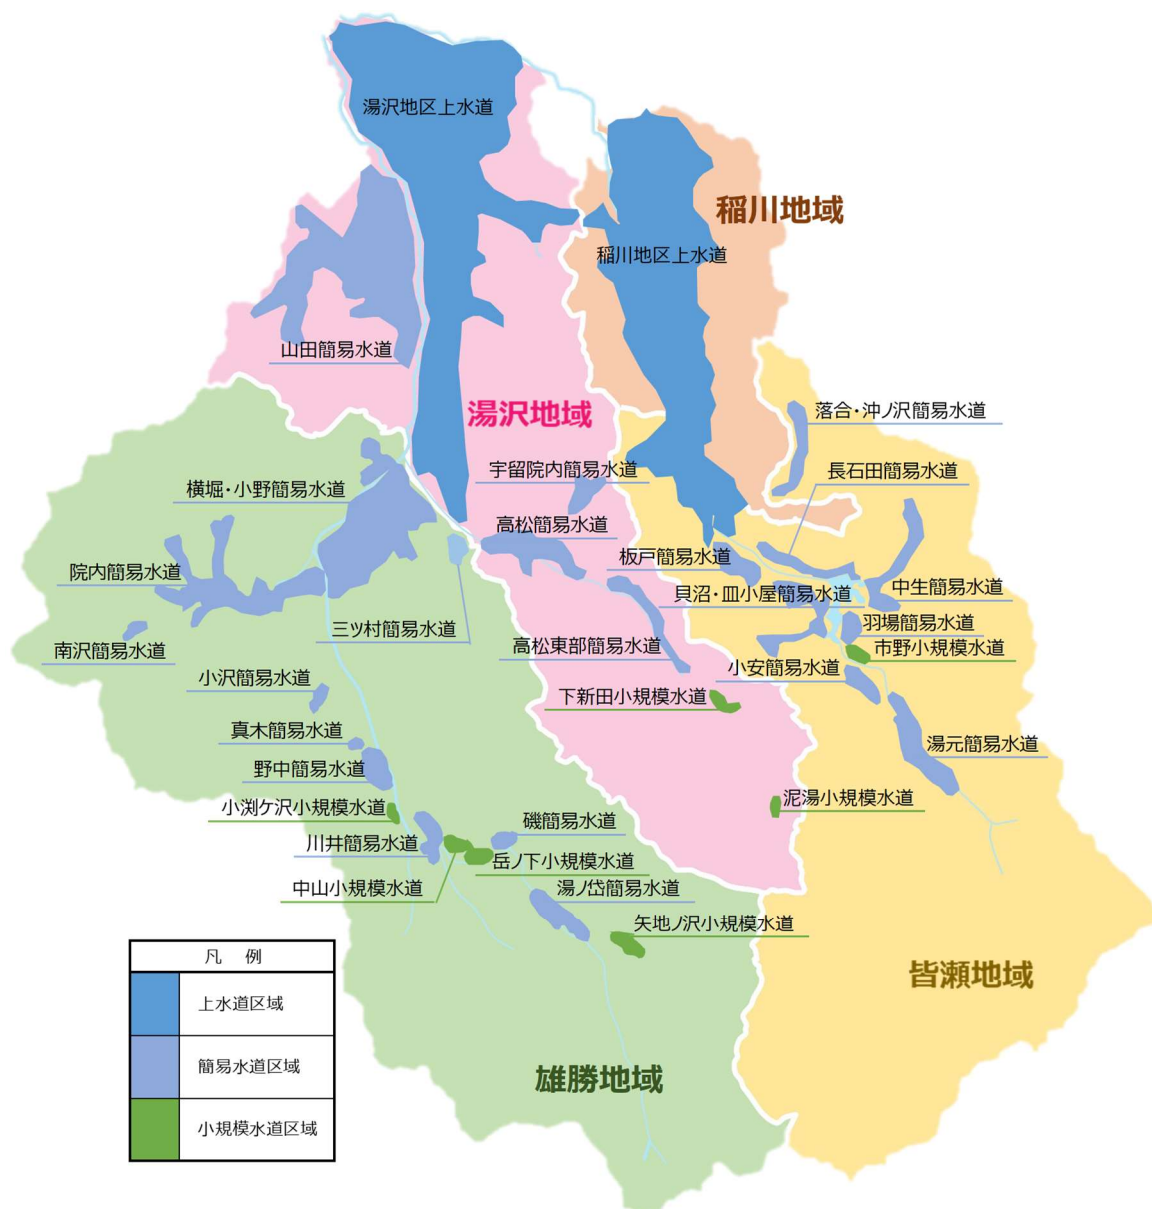 湯沢地区上水道
稲川地域
稲川地区上水道
山田簡易水道
湯沢地域
落合・沖ノ沢簡易水道
宇留院内簡易水道
長石田簡易水道
横堀・小野簡易水道
高松簡易水道
板戸簡易水道
院内簡易水道
貝沼・皿小屋簡易水道
中生簡易水道
三ッ村簡易水道
羽場簡易水道
南沢簡易水道
高松東部簡易水道
市野小規模水道
小沢簡易水道
小安簡易水道
下新田小規模水道
真木簡易水道
湯元簡易水道
野中簡易水道
小渕ケ沢小規模水道
泥湯小規模水道
川井簡易水道
磯簡易水道
岳ノ下小規模水道
中山小規模水道
湯ノ岱簡易水道
矢地ノ沢小規模水道
皆瀬地域
雄勝地域
凡 例
上水道区域
簡易水道区域
小規模水道区域